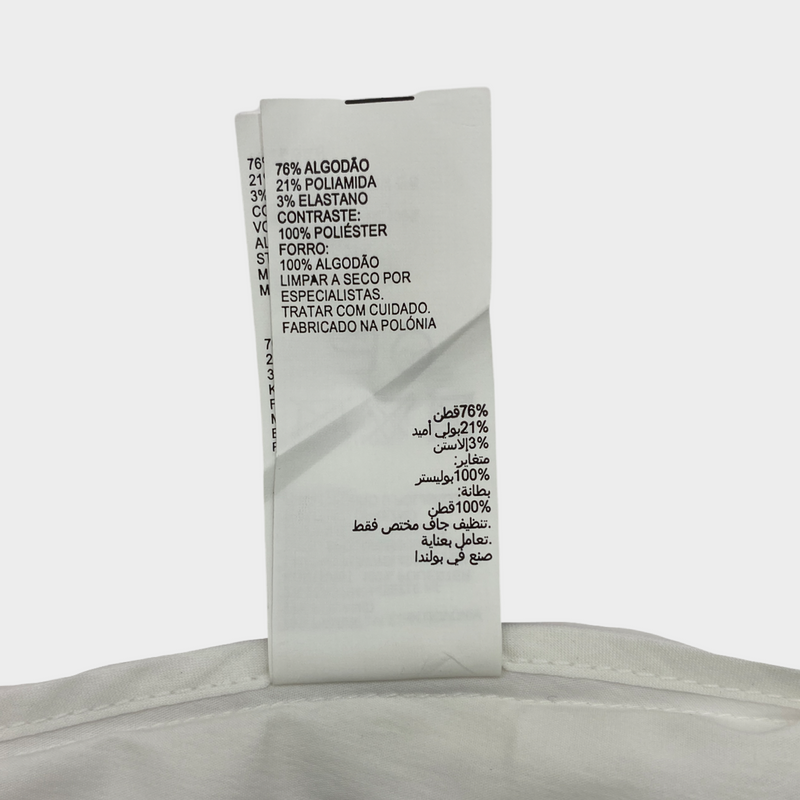 76% ALGODÃO
21% POLIAMIDA
3% ELASTANO
CONTRASTE:
100% POLIÉSTER
FORRO:
100% ALGODÃO
LIMPAR A SECO POR
ESPECIALISTAS.
TRATAR COM CUIDADO.
FABRICADO NA POLÓNIA
76%قطن
21%بولي أميد
3%إلاستن
متغاير:
100%بوليستر
بطانة:
100%قطن
تنظيف جاف مختص فقط.
تعامل بعناية.
صنع في بولندا